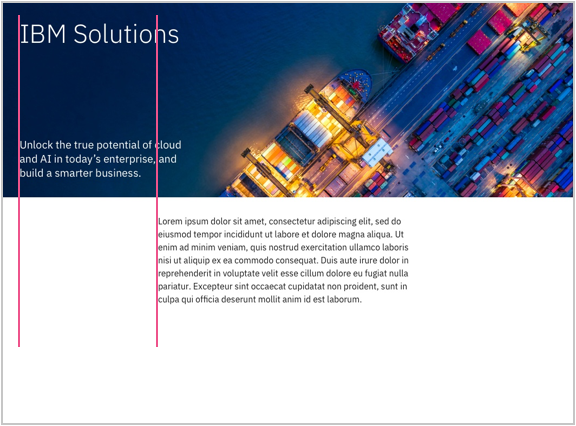 IBM Solutions
Unlock the true potential of cloud
and AI in today's enterprise, and
build a smarter business.
Lorem ipsum dolor sit amet, consectetur adipiscing elit, sed do
eiusmod tempor incididunt ut labore et dolore magna aliqua. Ut
enim ad minim veniam, quis nostrud exercitation ullamco laboris
nisi ut aliquip ex ea commodo consequat. Duis aute irure dolor in
reprehenderit in voluptate velit esse cillum dolore eu fugiat nulla
pariatur. Excepteur sint occaecat cupidatat non proident, sunt in
culpa qui officia deserunt mollit anim id est laborum.